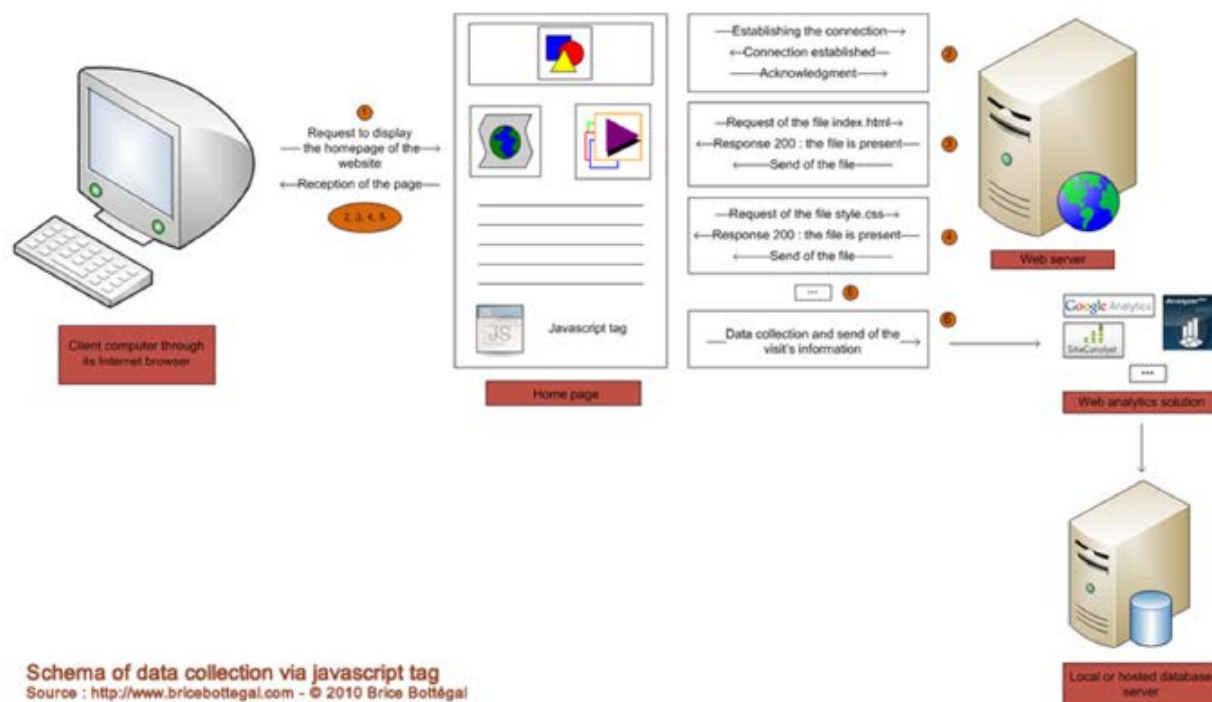 1
Request to display
the homepage of the
website
Reception of the page
2, 3, 4, 5
Client computer through
its Internet browser
JS
Javascript tag
Home page
Establishing the connection
Connection established
Acknowledgment
2
Request of the file index.html
Response 200 : the file is present
Send of the file
3
Request of the file style.css
Response 200 : the file is present
Send of the file
4
Web server
...
5
Data collection and send of the
visit's information
6
Google Analytics
SiteCatalyst
...
Web analytics solution
Local or hosted database
server
Schema of data collection via javascript tag
Source : http://www.bricebottegal.com - © 2010 Brice Bottégal